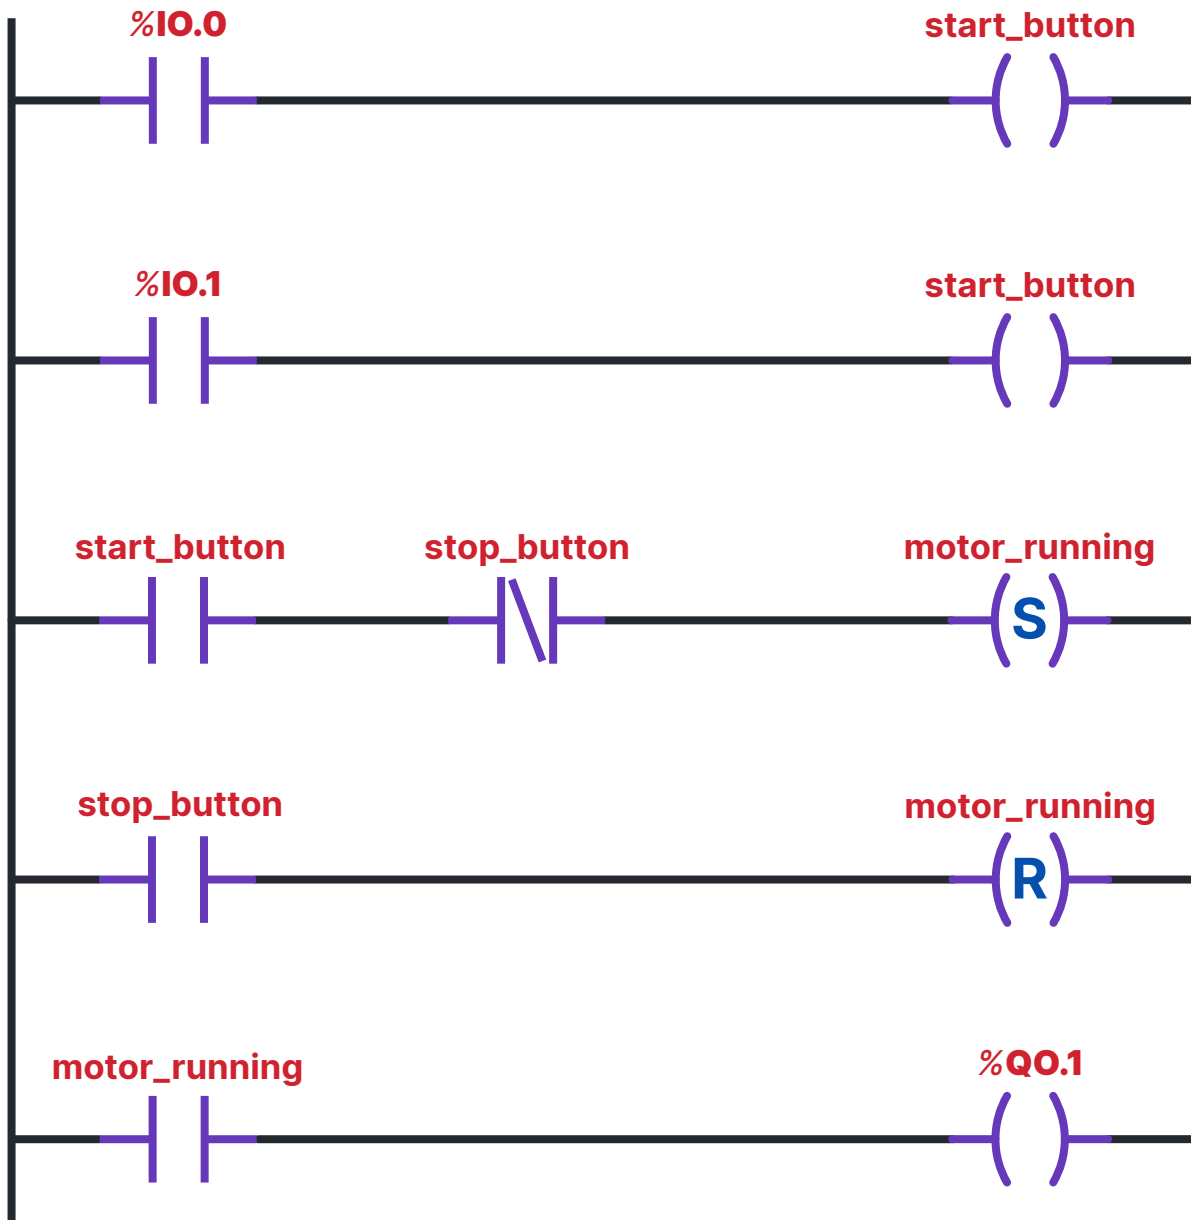 %I0.0
start_button
%I0.1
start_button
start_button
stop_button
motor_running
S
stop_button
motor_running
R
motor_running
%Q0.1